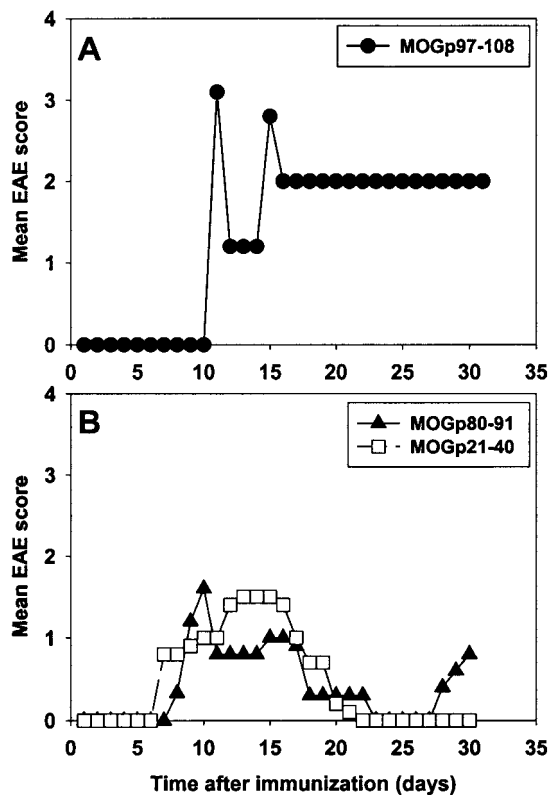 A
MOGp97-108
4
3
2
1
0
Mean EAE score
0 5 10 15 20 25 30 35
B
MOGp80-91
MOGp21-40
4
3
2
1
0
Mean EAE score
0 5 10 15 20 25 30 35
Time after immunization (days)